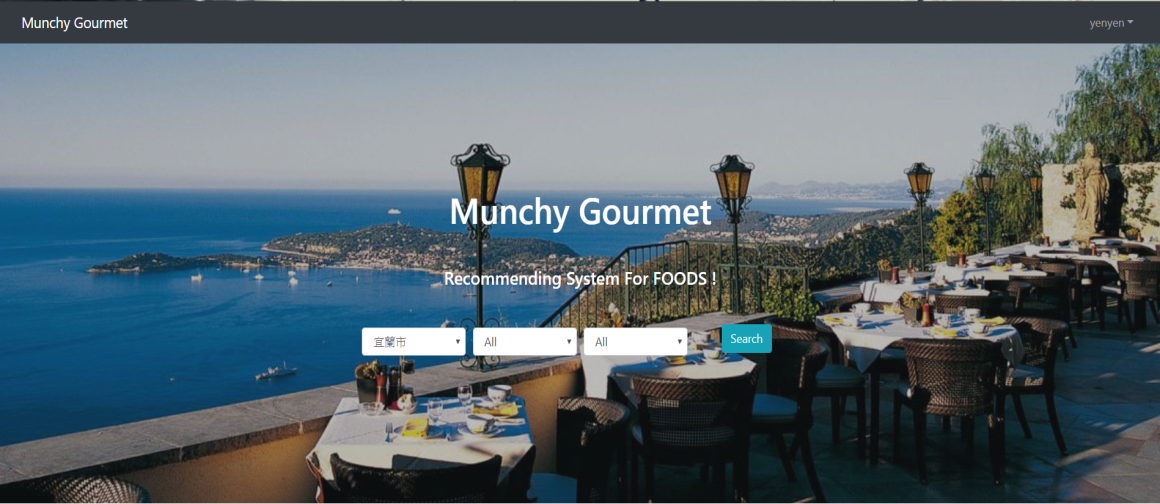 Munchy Gourmet
yenyen
Munchy Gourmet
Recommending System For FOODS !
宜蘭市 All All Search